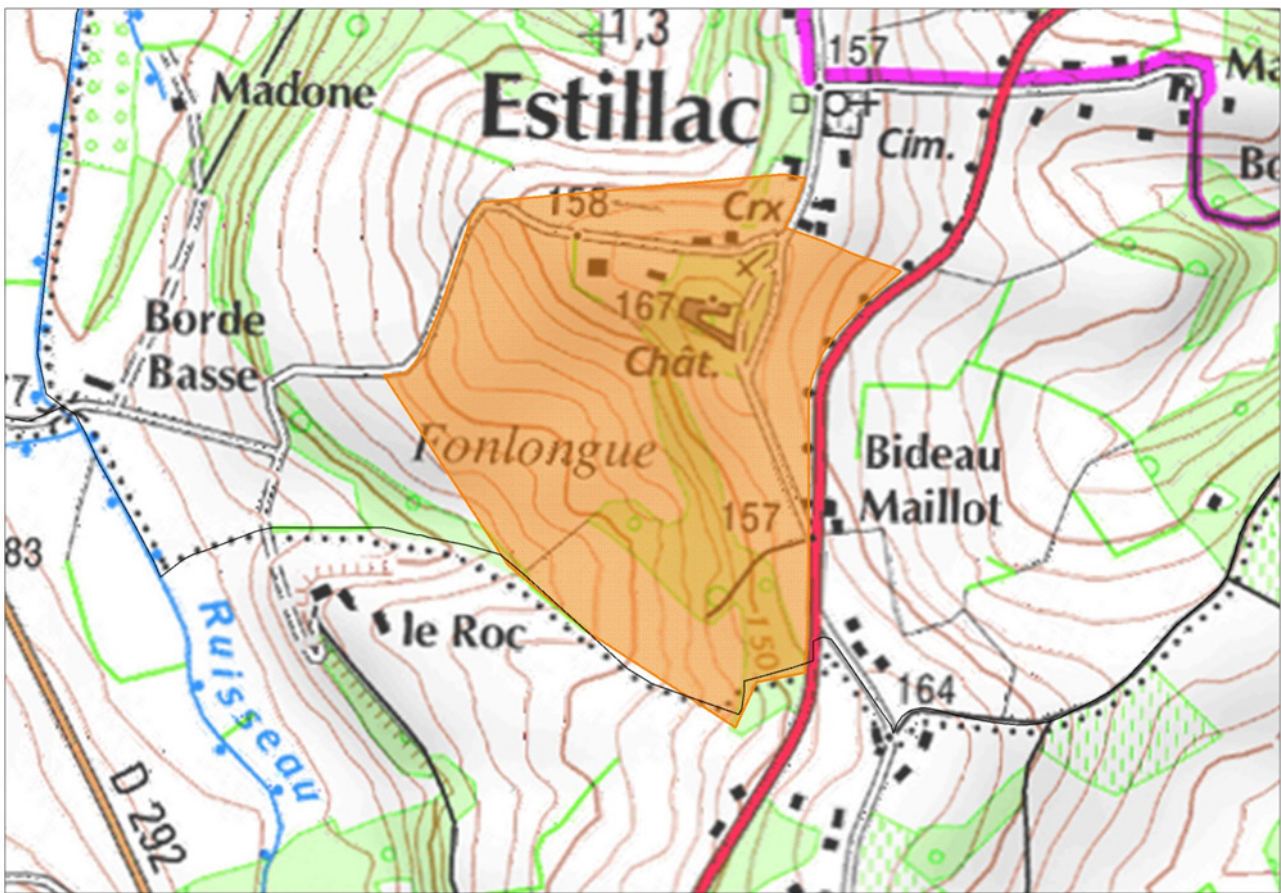 1,3
157
Ma
Madone
Estillac
Cim.
Bo
158
Crx
167
Chât.
Borde
Basse
7
Fonlongue
Bideau
Maillot
157
83
le Roc
150
Ruisseau
164
D 292